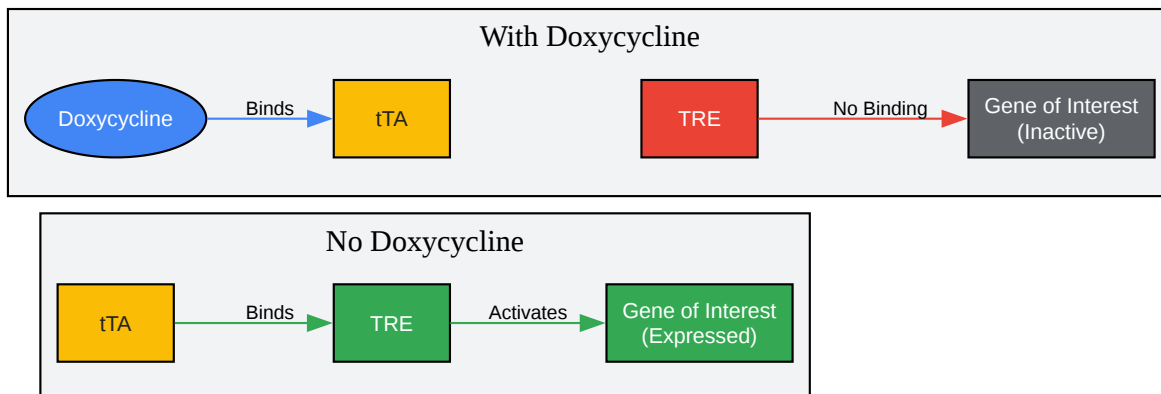 With Doxycycline
Doxycycline
Binds
tTA
TRE
No Binding
Gene of Interest
(Inactive)
No Doxycycline
tTA
Binds
TRE
Activates
Gene of Interest
(Expressed)